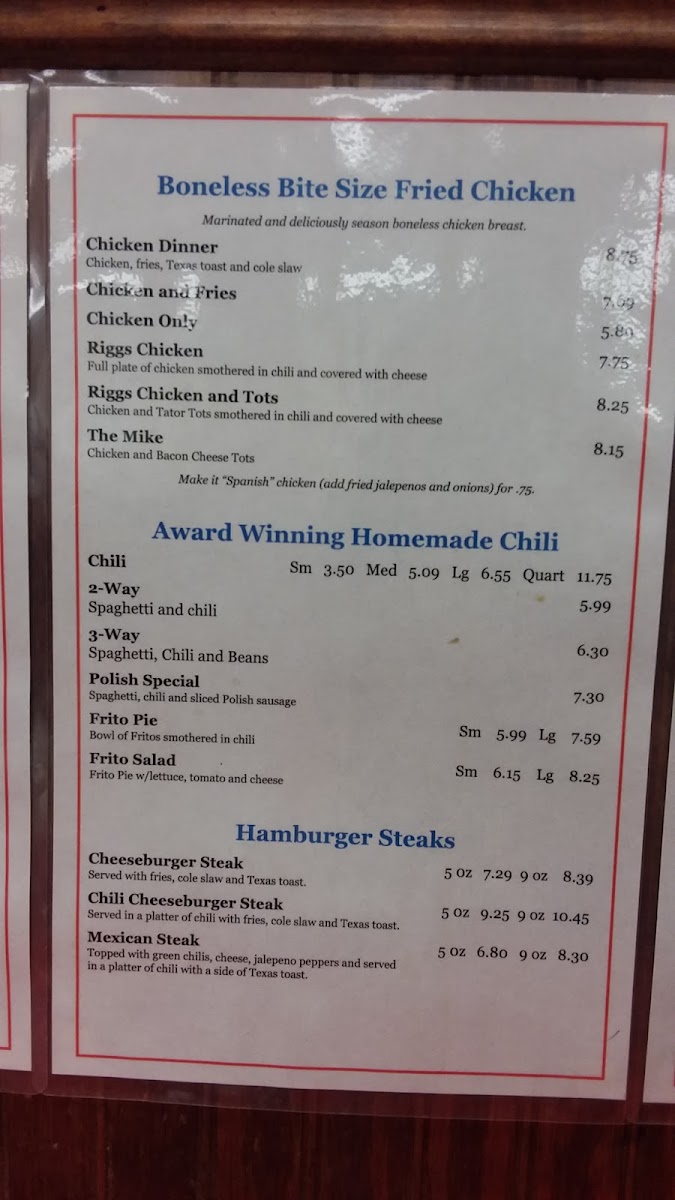 Boneless Bite Size Fried Chicken
Marinated and deliciously season boneless chicken breast.
Chicken Dinner 8.75
Chicken, fries, Texas toast and cole slaw
Chicken and Fries 7.69
Chicken Only 5.89
Riggs Chicken 7.75
Full plate of chicken smothered in chili and covered with cheese
Riggs Chicken and Tots 8.25
Chicken and Tator Tots smothered in chili and covered with cheese
The Mike 8.15
Chicken and Bacon Cheese Tots
Make it "Spanish" chicken (add fried jalepenos and onions) for .75.
Award Winning Homemade Chili
Chili Sm 3.50 Med 5.09 Lg 6.55 Quart 11.75
2-Way 5.99
Spaghetti and chili
3-Way 6.30
Spaghetti, Chili and Beans
Polish Special 7.30
Spaghetti, chili and sliced Polish sausage
Frito Pie Sm 5.99 Lg 7.59
Bowl of Fritos smothered in chili
Frito Salad Sm 6.15 Lg 8.25
Frito Pie w/lettuce, tomato and cheese
Hamburger Steaks
Cheeseburger Steak 5 oz 7.29 9 oz 8.39
Served with fries, cole slaw and Texas toast.
Chili Cheeseburger Steak 5 oz 9.25 9 oz 10.45
Served in a platter of chili with fries, cole slaw and Texas toast.
Mexican Steak 5 oz 6.80 9 oz 8.30
Topped with green chilis, cheese, jalepeno peppers and served
in a platter of chili with a side of Texas toast.